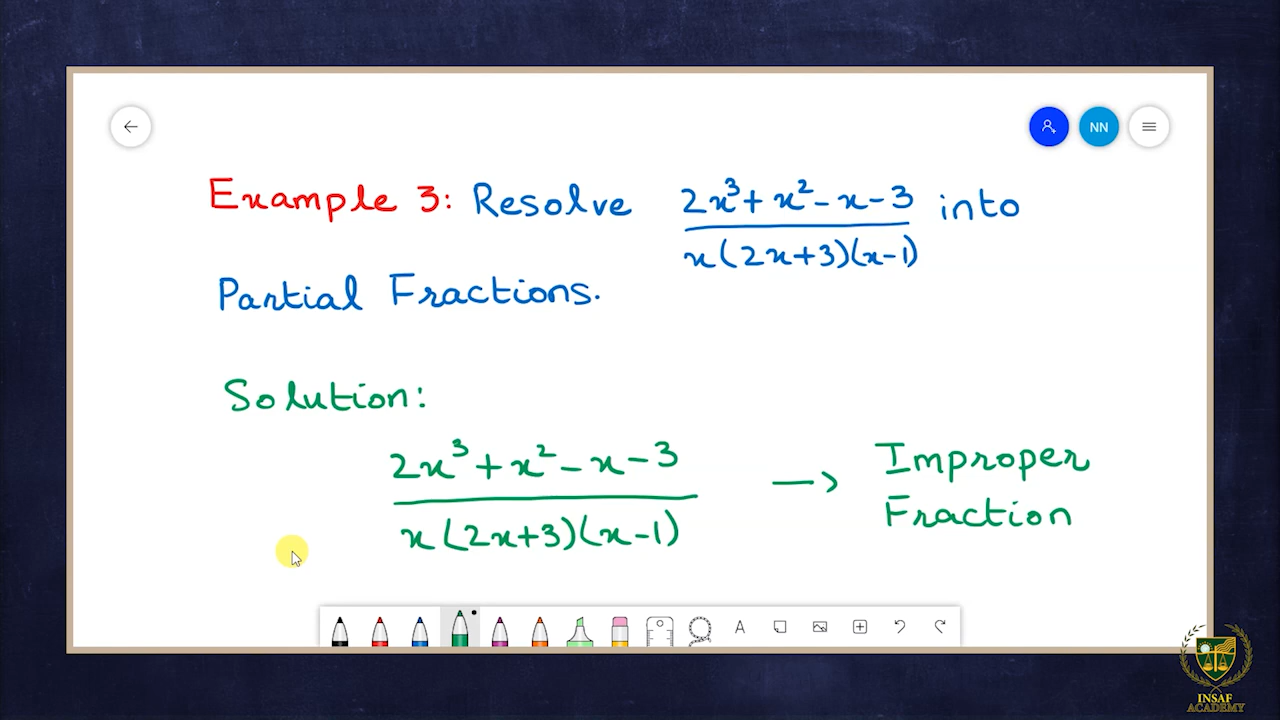 NN
Example 3: Resolve 2x³ + x² - x - 3 into
x(2x+3)(x-1)
Partial Fractions.
Solution:
2x³ + x² - x - 3 → Improper
x(2x+3)(x-1) Fraction
A
INSAF
ACADEMY